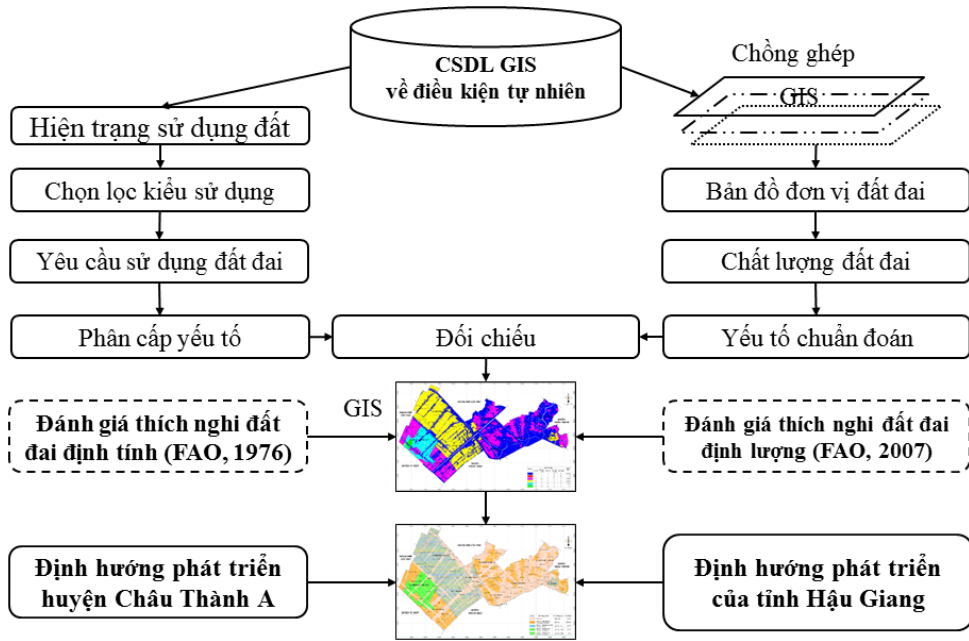 CSDL GIS
về điều kiện tự nhiên
Chồng ghép
GIS
Hiện trạng sử dụng đất
Chọn lọc kiểu sử dụng
Bản đồ đơn vị đất đai
Yêu cầu sử dụng đất đai
Chất lượng đất đai
Phân cấp yếu tố
Đối chiếu
Yếu tố chuẩn đoán
GIS
Đánh giá thích nghi đất
đai định tính (FAO, 1976)
Đánh giá thích nghi đất đai
định lượng (FAO, 2007)
Định hướng phát triển
huyện Châu Thành A
Định hướng phát triển
của tỉnh Hậu Giang